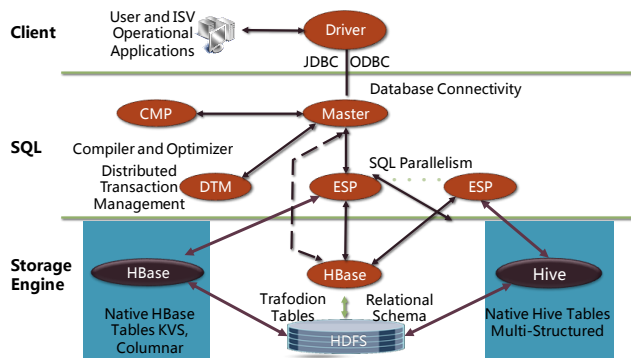 Client
User and ISV
Operational
Applications
Driver
JDBC
ODBC
Database Connectivity
CMP
Master
SQL
Compiler and Optimizer
SQL Parallelism
Distributed
Transaction
Management
DTM
ESP
ESP
Storage
Engine
HBase
HBase
Hive
Trafodion
Tables
Relational
Schema
Native HBase
Tables KVS,
Columnar
HDFS
Native Hive Tables
Multi-Structured